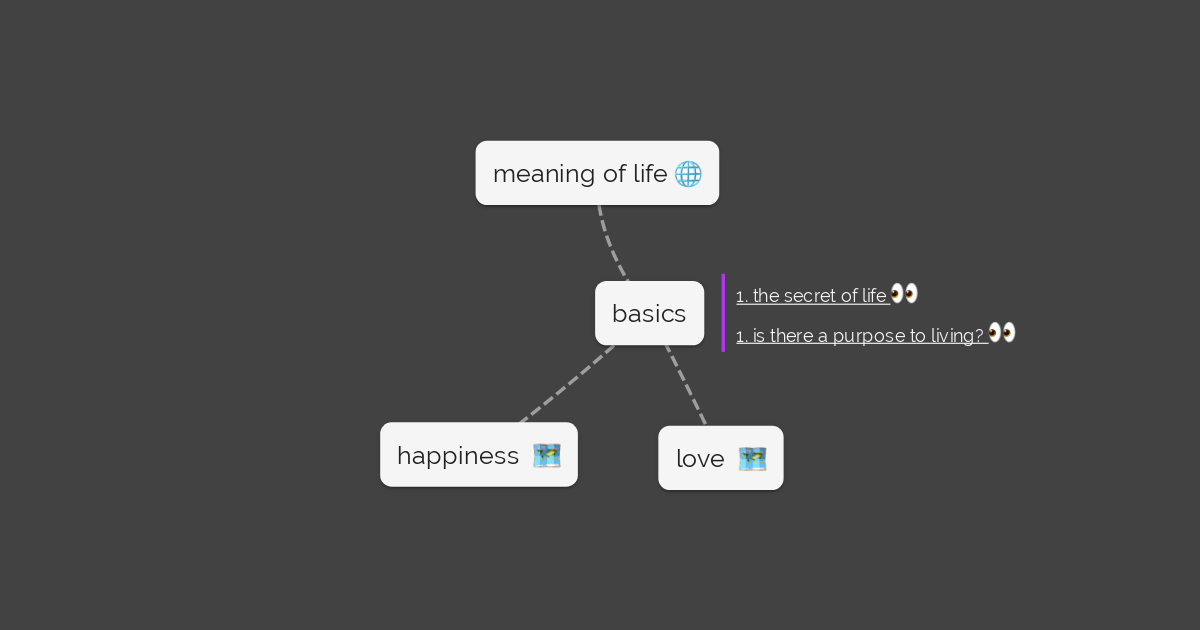 meaning of life 🌐
basics
1. the secret of life 👀
1. is there a purpose to living? 👀
happiness 🗺️
love 🗺️